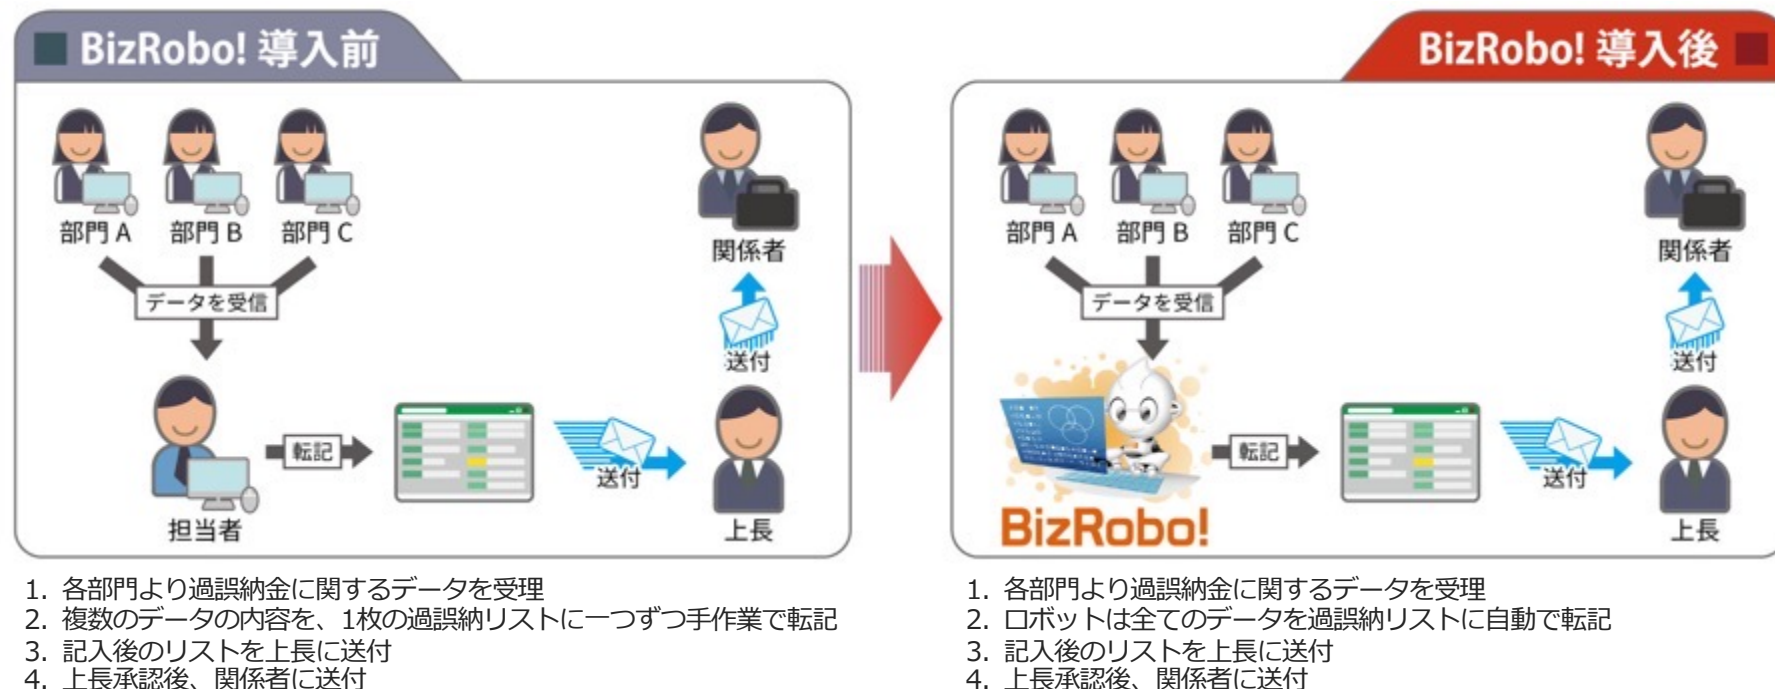 BizRobo! 導入前
部門 A 部門 B 部門 C
データを受信
担当者
転記
送付
上長
送付
関係者
1. 各部門より過誤納金に関するデータを受理
2. 複数のデータの内容を、1枚の過誤納リストに一つずつ手作業で転記
3. 記入後のリストを上長に送付
4. 上長承認後、関係者に送付
BizRobo! 導入後
部門 A 部門 B 部門 C
データを受信
BizRobo!
転記
送付
上長
送付
関係者
1. 各部門より過誤納金に関するデータを受理
2. ロボットは全てのデータを過誤納リストに自動で転記
3. 記入後のリストを上長に送付
4. 上長承認後、関係者に送付